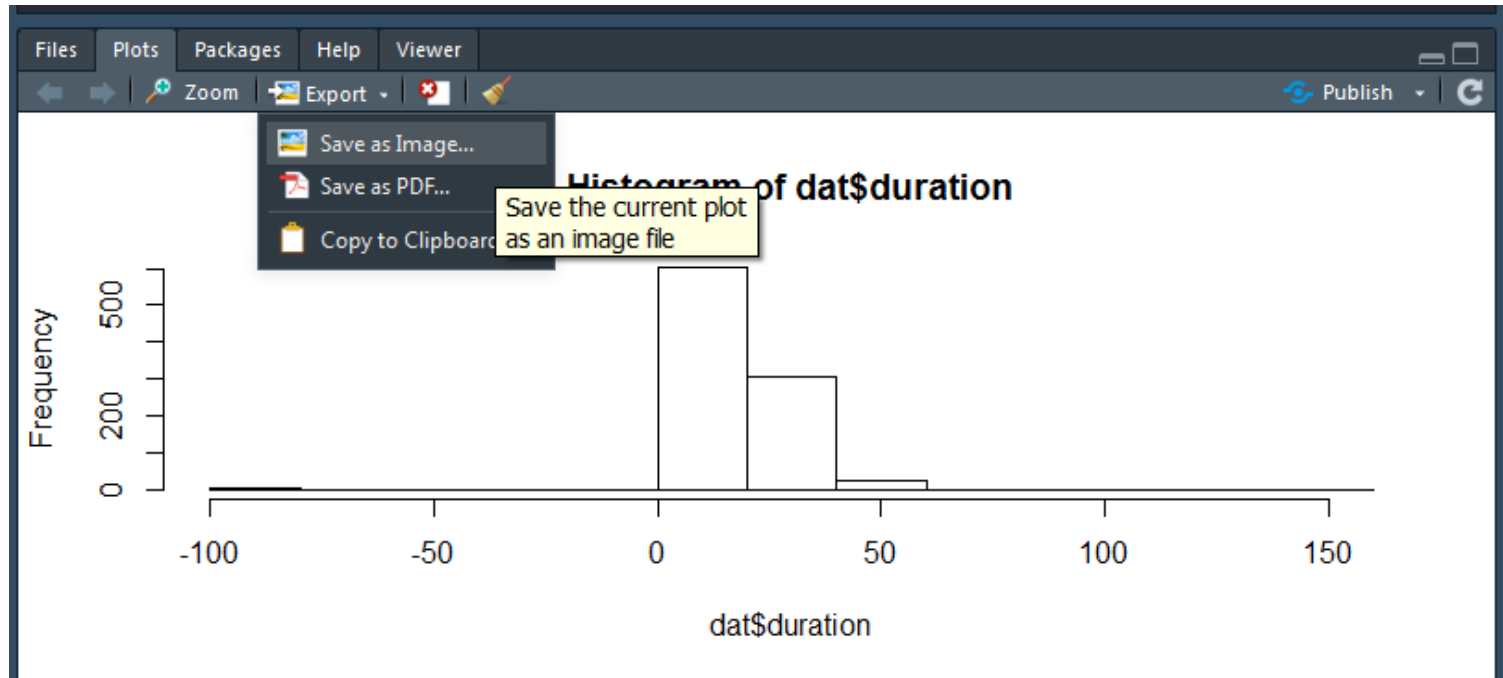 Files Plots Packages Help Viewer
Zoom Export Publish
Save as Image...
Save as PDF...
Histogram of dat$duration
Save the current plot
as an image file
Copy to Clipboard
Frequency
500
200
0
-100 -50 0 50 100 150
dat$duration